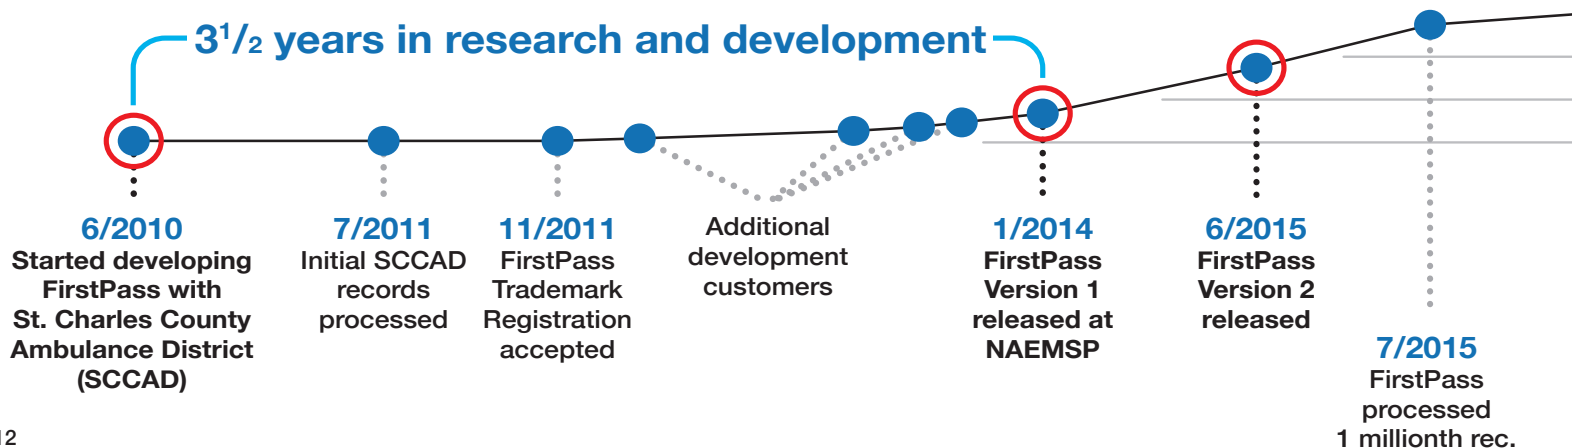 3 1/2 years in research and development
6/2010
Started developing
FirstPass with
St. Charles County
Ambulance District
(SCCAD)
7/2011
Initial SCCAD
records
processed
11/2011
FirstPass
Trademark
Registration
accepted
Additional
development
customers
1/2014
FirstPass
Version 1
released at
NAEMSP
6/2015
FirstPass
Version 2
released
7/2015
FirstPass
processed
1 millionth rec.
12